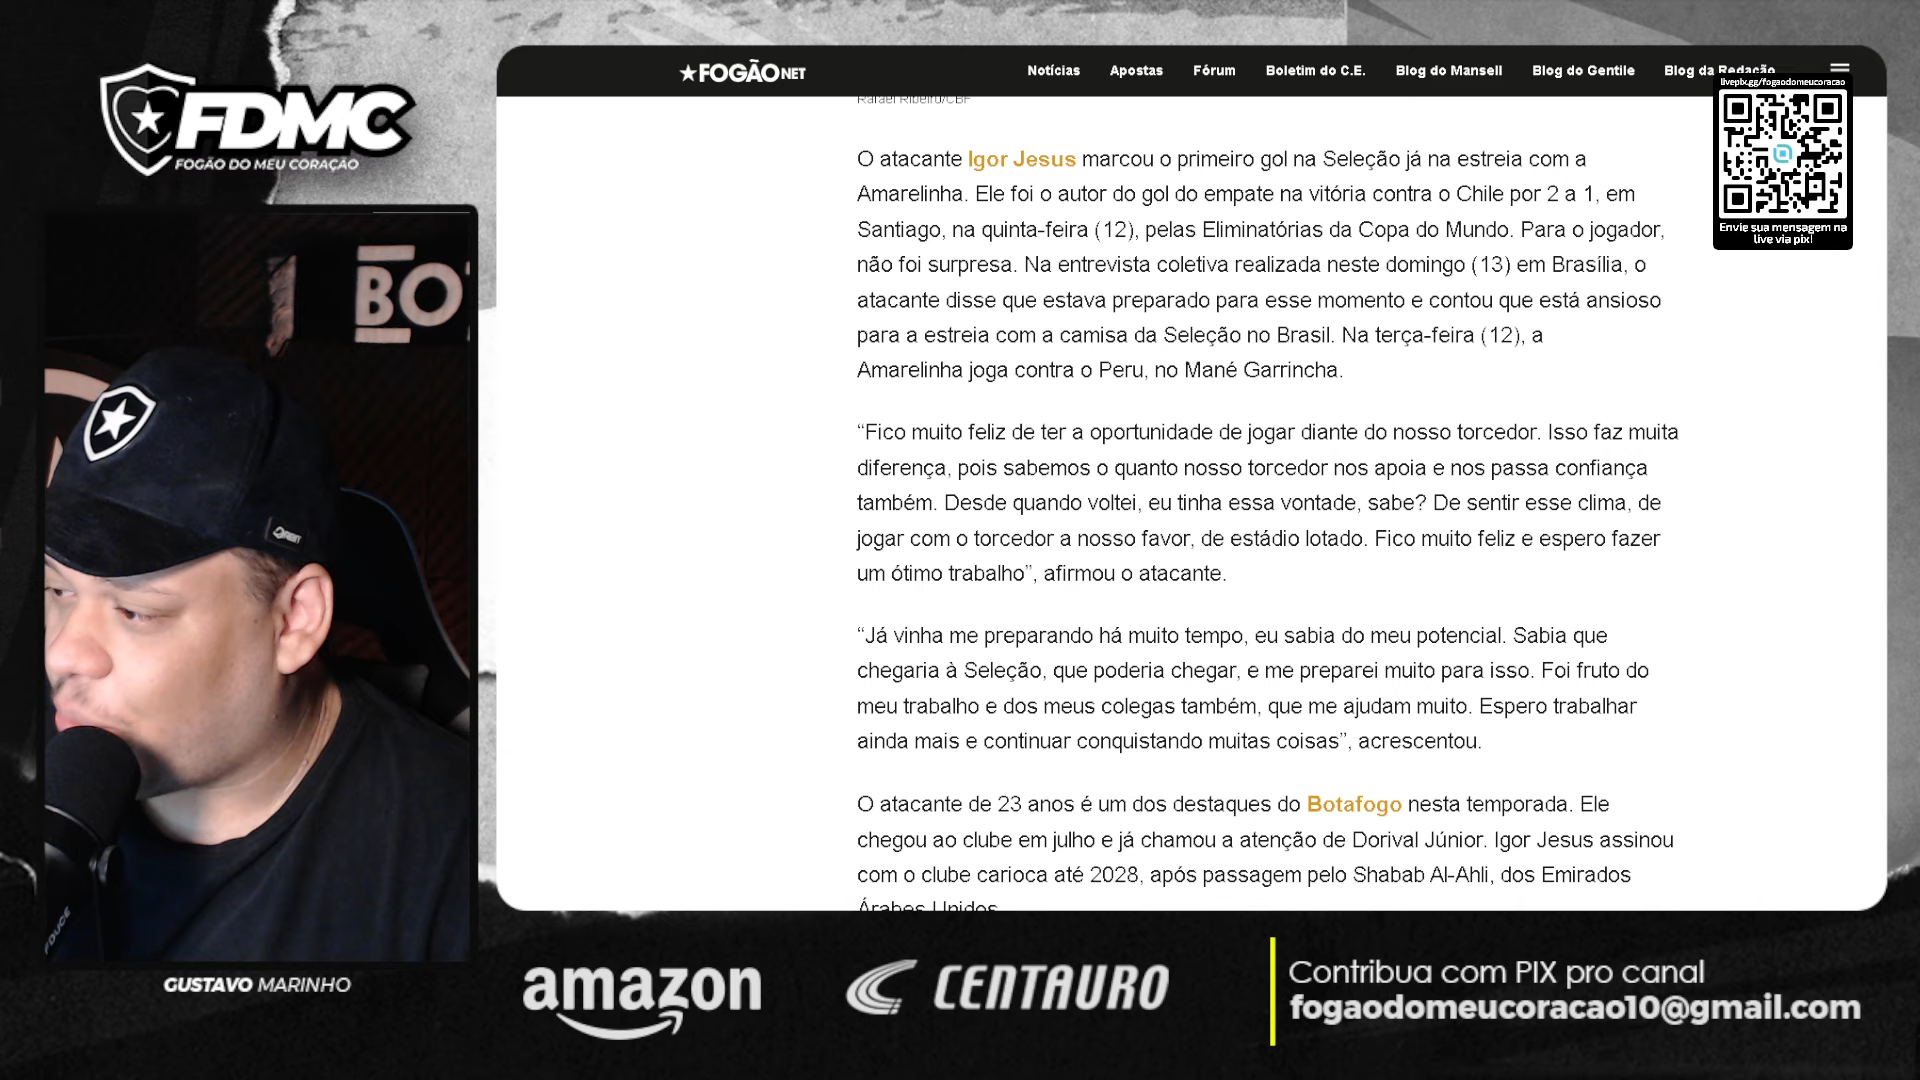 FDMC
FOGÃO DO MEU CORAÇÃO
BO
GUSTAVO MARINHO
FOGÃONET
Notícias Apostas Fórum Boletim do C.E. Blog do Mansell Blog do Gentile Blog da Redação
livepix.gg/fogaodomeucoracao
Envie sua mensagem na
live via pix!
Rafael Ribeiro/CBF
O atacante Igor Jesus marcou o primeiro gol na Seleção já na estreia com a
Amarelinha. Ele foi o autor do gol do empate na vitória contra o Chile por 2 a 1, em
Santiago, na quinta-feira (12), pelas Eliminatórias da Copa do Mundo. Para o jogador,
não foi surpresa. Na entrevista coletiva realizada neste domingo (13) em Brasília, o
atacante disse que estava preparado para esse momento e contou que está ansioso
para a estreia com a camisa da Seleção no Brasil. Na terça-feira (12), a
Amarelinha joga contra o Peru, no Mané Garrincha.
“Fico muito feliz de ter a oportunidade de jogar diante do nosso torcedor. Isso faz muita
diferença, pois sabemos o quanto nosso torcedor nos apoia e nos passa confiança
também. Desde quando voltei, eu tinha essa vontade, sabe? De sentir esse clima, de
jogar com o torcedor a nosso favor, de estádio lotado. Fico muito feliz e espero fazer
um ótimo trabalho”, afirmou o atacante.
“Já vinha me preparando há muito tempo, eu sabia do meu potencial. Sabia que
chegaria à Seleção, que poderia chegar, e me preparei muito para isso. Foi fruto do
meu trabalho e dos meus colegas também, que me ajudam muito. Espero trabalhar
ainda mais e continuar conquistando muitas coisas”, acrescentou.
O atacante de 23 anos é um dos destaques do Botafogo nesta temporada. Ele
chegou ao clube em julho e já chamou a atenção de Dorival Júnior. Igor Jesus assinou
com o clube carioca até 2028, após passagem pelo Shabab Al-Ahli, dos Emirados
Árabes Unidos
amazon
CENTAURO
Contribua com PIX pro canal
fogaodomeucoracao10@gmail.com